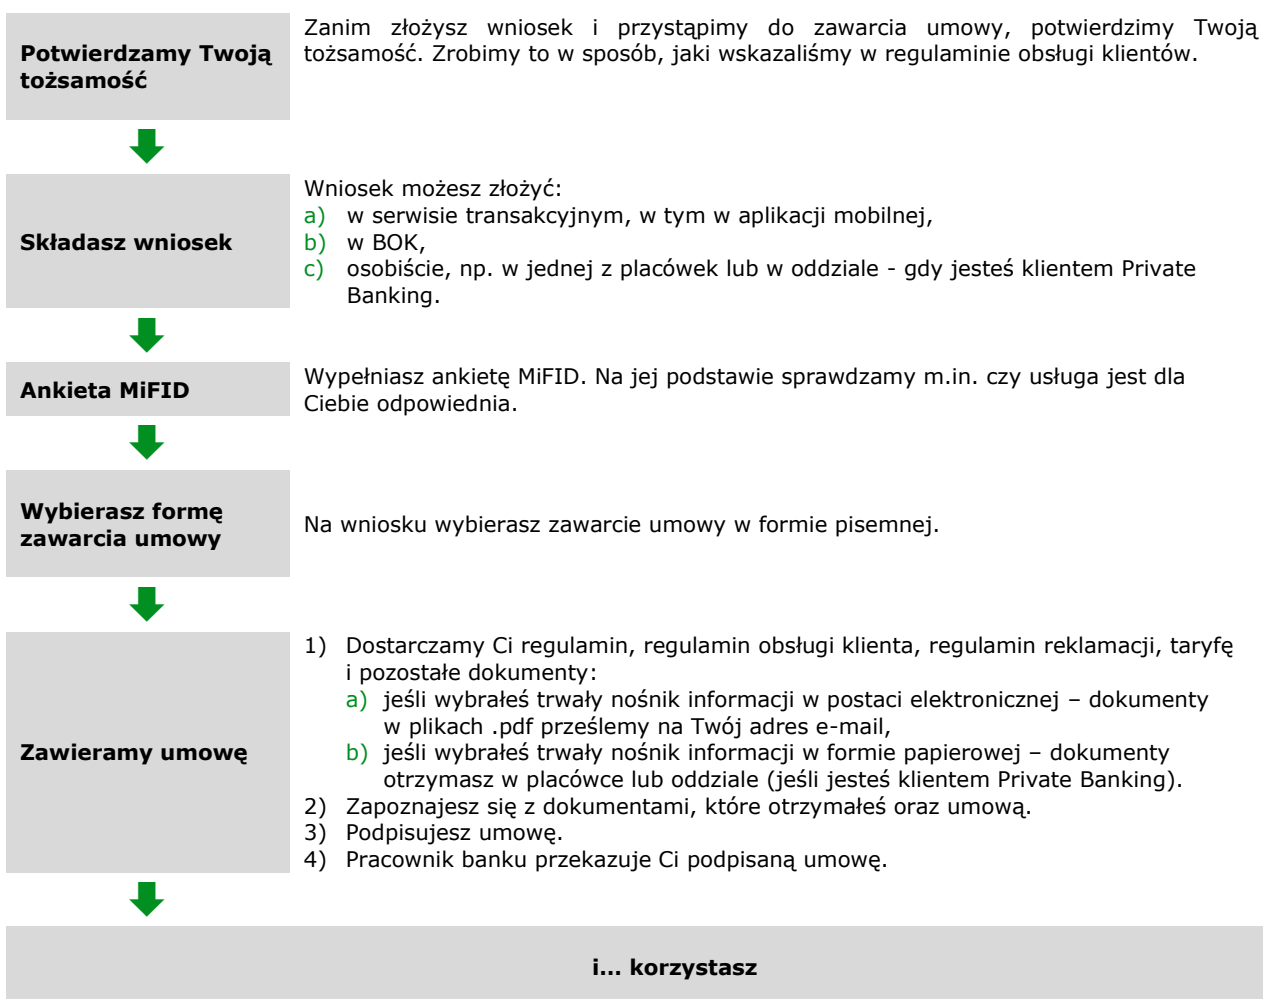 Potwierdzamy Twoją
tożsamość
Zanim złożysz wniosek i przystąpimy do zawarcia umowy, potwierdzimy Twoją
tożsamość. Zrobimy to w sposób, jaki wskazaliśmy w regulaminie obsługi klientów.
Składasz wniosek
Wniosek możesz złożyć:
a) w serwisie transakcyjnym, w tym w aplikacji mobilnej,
b) w BOK,
c) osobiście, np. w jednej z placówek lub w oddziale - gdy jesteś klientem Private
Banking.
Ankieta MiFID
Wypełniasz ankietę MiFID. Na jej podstawie sprawdzamy m.in. czy usługa jest dla
Ciebie odpowiednia.
Wybierasz formę
zawarcia umowy
Na wniosku wybierasz zawarcie umowy w formie pisemnej.
Zawieramy umowę
1) Dostarczamy Ci regulamin, regulamin obsługi klienta, regulamin reklamacji, taryfę
i pozostałe dokumenty:
a) jeśli wybrałeś trwały nośnik informacji w postaci elektronicznej – dokumenty
w plikach .pdf prześlemy na Twój adres e-mail,
b) jeśli wybrałeś trwały nośnik informacji w formie papierowej – dokumenty
otrzymasz w placówce lub oddziale (jeśli jesteś klientem Private Banking).
2) Zapoznajesz się z dokumentami, które otrzymałeś oraz umową.
3) Podpisujesz umowę.
4) Pracownik banku przekazuje Ci podpisaną umowę.
i... korzystasz